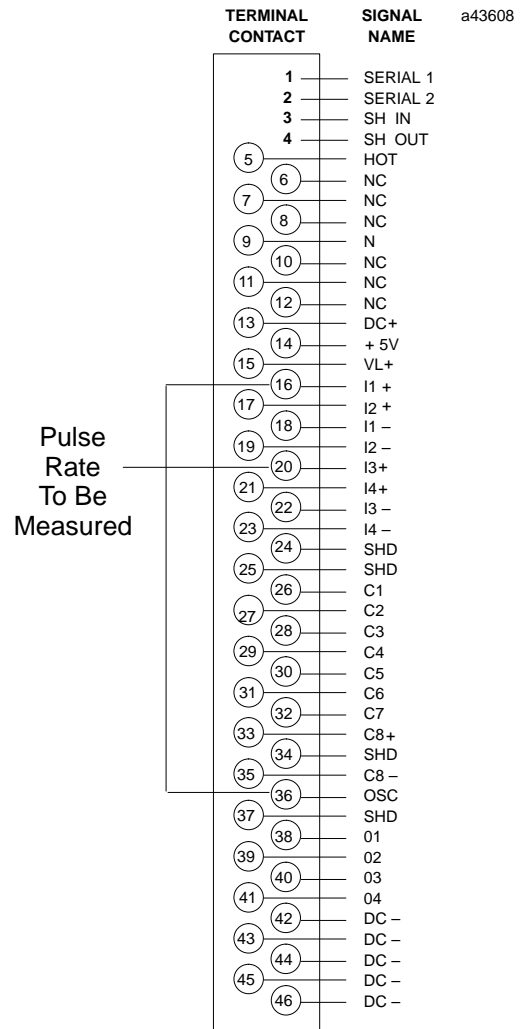 TERMINAL CONTACT SIGNAL NAME a43608
1 SERIAL 1
2 SERIAL 2
3 SH IN
4 SH OUT
5 HOT
6 NC
7 NC
8 NC
9 N
10 NC
11 NC
12 NC
13 DC+
14 + 5V
15 VL+
16 I1 +
17 I2 +
18 I1 –
19 I2 –
20 I3+
21 I4+
22 I3 –
23 I4 –
24 SHD
25 SHD
26 C1
27 C2
28 C3
29 C4
30 C5
31 C6
32 C7
33 C8+
34 SHD
35 C8 –
36 OSC
37 SHD
38 01
39 02
40 03
41 04
42 DC –
43 DC –
44 DC –
45 DC –
46 DC –
Pulse
Rate
To Be
Measured